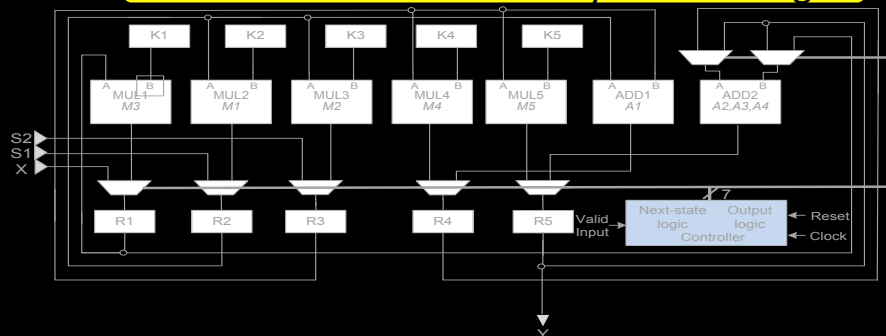 K1 K2 K3 K4 K5
A B A B A B A B A B A B A B
MUL1 MUL2 MUL3 MUL4 MUL5 ADD1 ADD2
M3 M1 M2 M4 M5 A1 A2,A3,A4
S2
S1
X
7
R1 R2 R3 R4 R5
Valid
Input
Next-state Output
logic logic
Controller
Reset
Clock